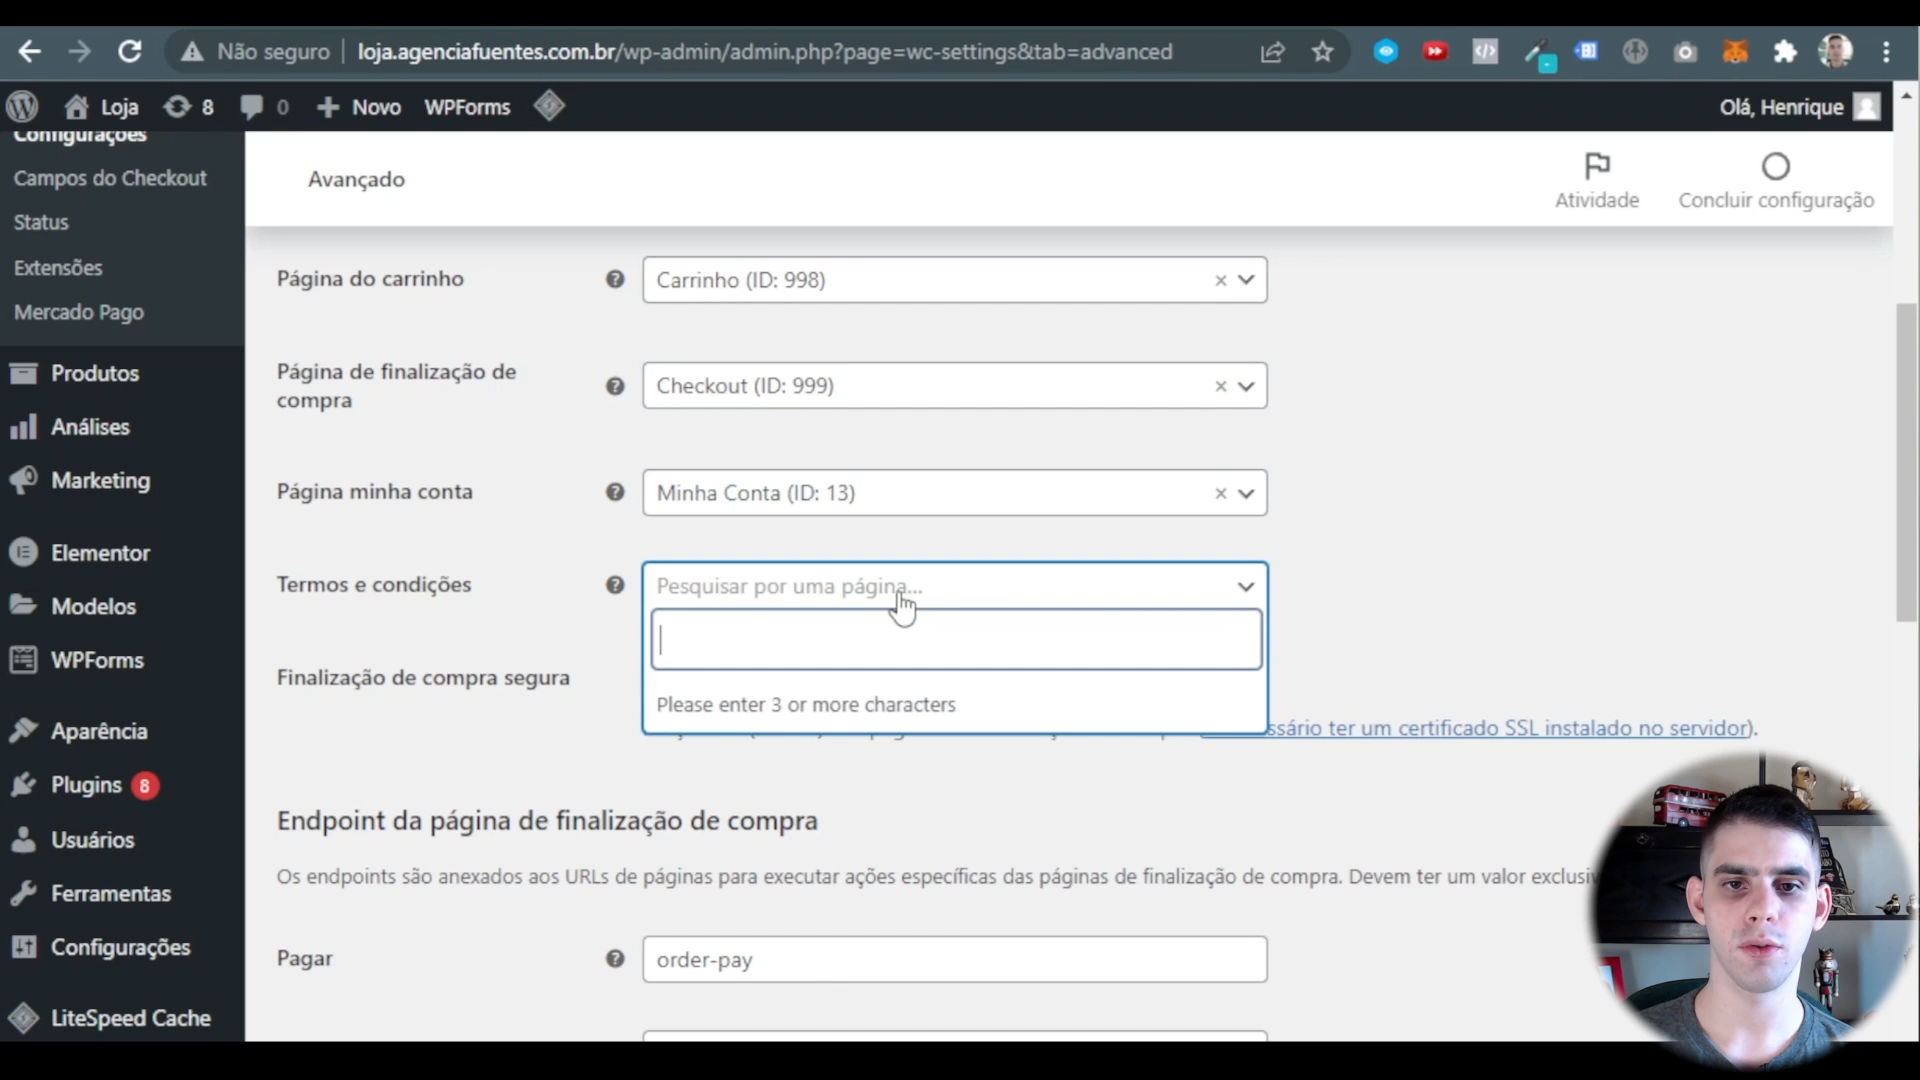 Não seguro
loja.agenciafuentes.com.br/wp-admin/admin.php?page=wc-settings&tab=advanced
Loja
8
0
Novo
WPForms
Olá, Henrique
Configurações
Campos do Checkout
Status
Extensões
Mercado Pago
Produtos
Análises
Marketing
Elementor
Modelos
WPForms
Aparência
Plugins 8
Usuários
Ferramentas
Configurações
LiteSpeed Cache
Avançado
Atividade
Concluir configuração
Página do carrinho
Carrinho (ID: 998)
Página de finalização de
compra
Checkout (ID: 999)
Página minha conta
Minha Conta (ID: 13)
Termos e condições
Pesquisar por uma página...
Please enter 3 or more characters
Finalização de compra segura
ssário ter um certificado SSL instalado no servidor).
Endpoint da página de finalização de compra
Os endpoints são anexados aos URLs de páginas para executar ações específicas das páginas de finalização de compra. Devem ter um valor exclusiv
Pagar
order-pay